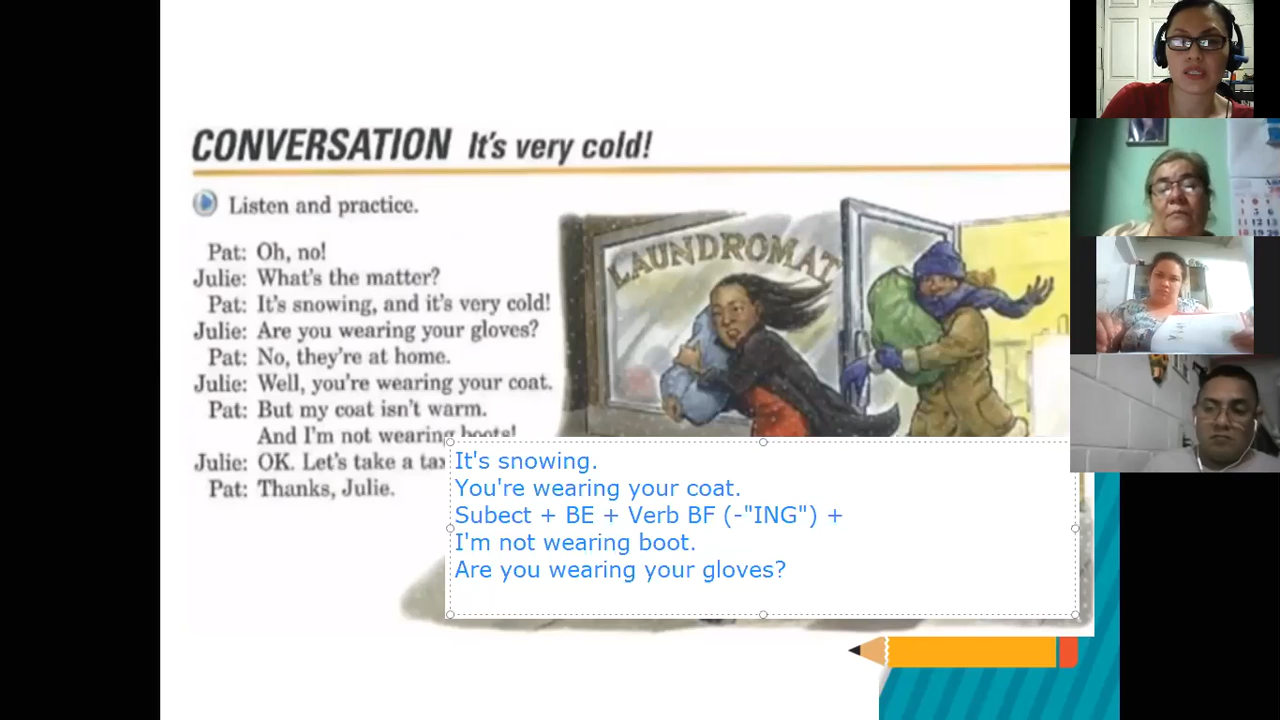 CONVERSATION It's very cold!
Listen and practice.
Pat: Oh, no!
Julie: What's the matter?
Pat: It's snowing, and it's very cold!
Julie: Are you wearing your gloves?
Pat: No, they're at home.
Julie: Well, you're wearing your coat.
Pat: But my coat isn't warm.
And I'm not wearing boots!
Julie: OK. Let's take a tax
Pat: Thanks, Julie.
LAUNDROMAT
It's snowing.
You're wearing your coat.
Subect + BE + Verb BF (-"ING") +
I'm not wearing boot.
Are you wearing your gloves?